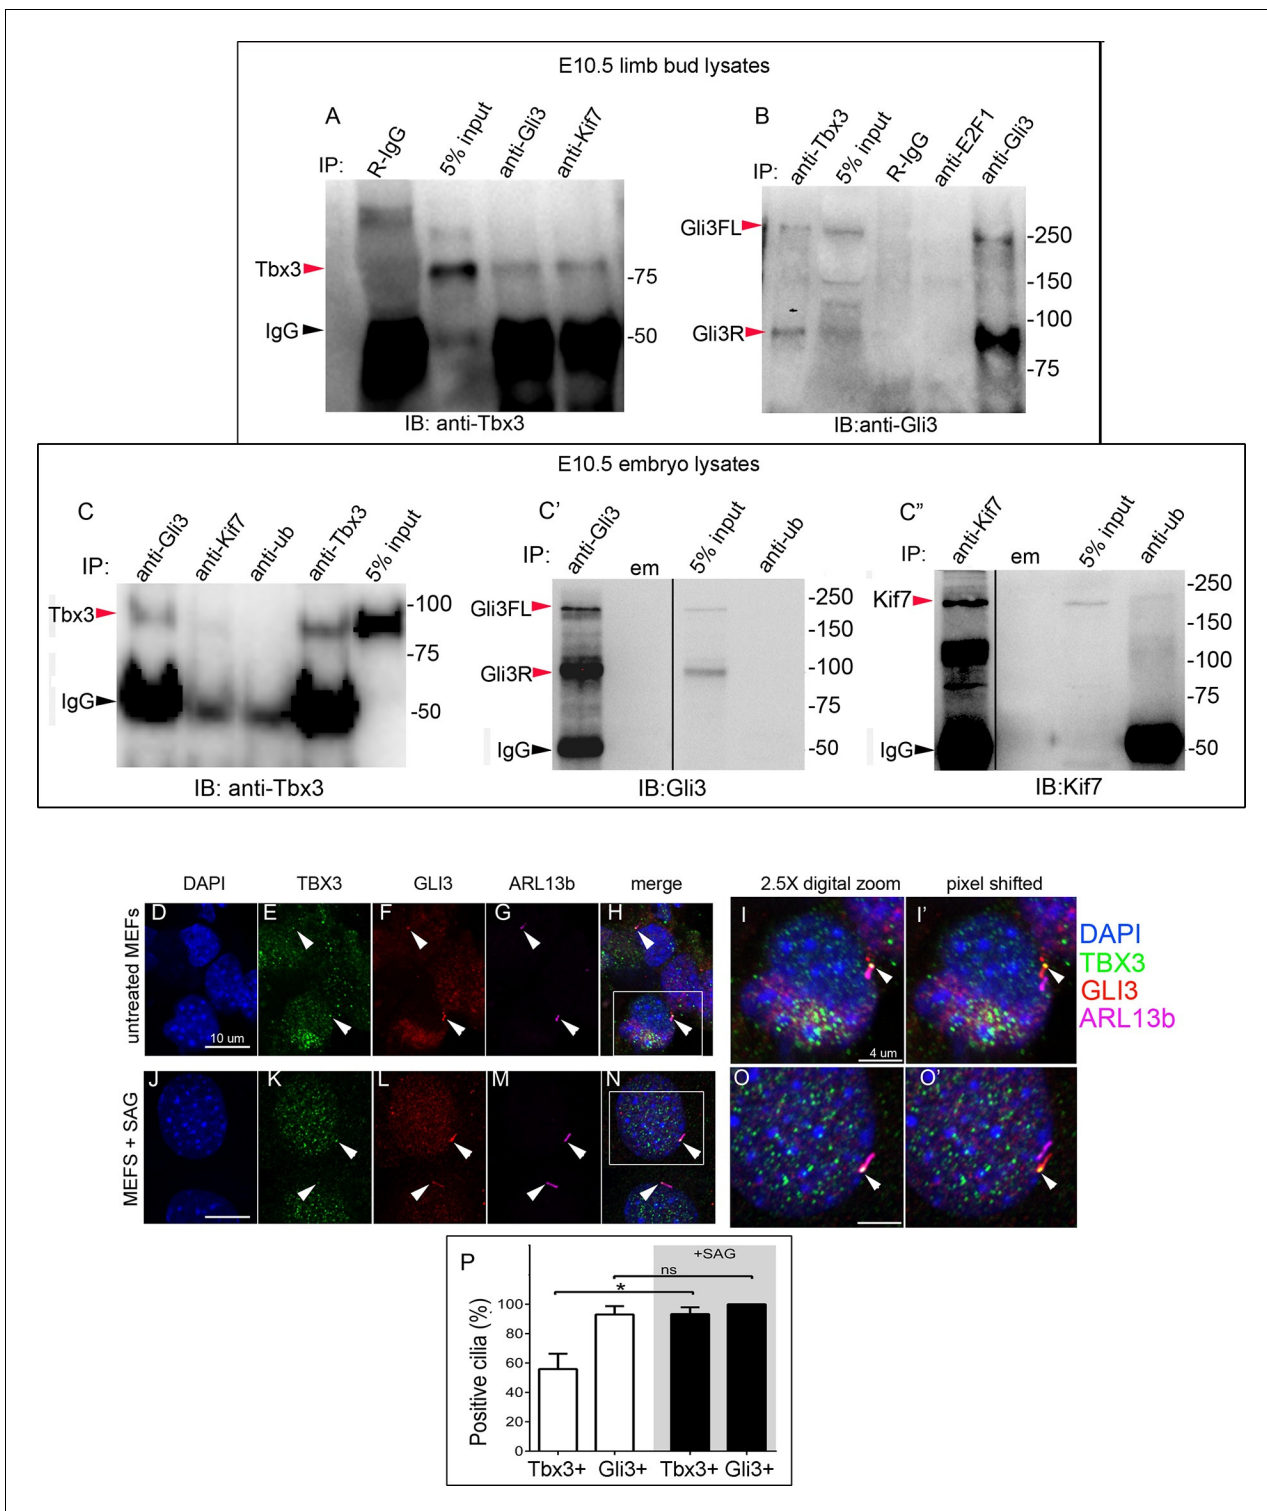 E10.5 limb bud lysates
A
IP:
R-IgG
5% input
anti-Gli3
anti-Kif7
Tbx3
IgG
-75
-50
IB: anti-Tbx3
B
IP:
anti-Tbx3
5% input
R-IgG
anti-E2F1
anti-Gli3
Gli3FL
Gli3R
-250
-150
-100
-75
IB:anti-Gli3
E10.5 embryo lysates
C
IP:
anti-Gli3
anti-Kif7
anti-ub
anti-Tbx3
5% input
Tbx3
IgG
-100
-75
-50
IB: anti-Tbx3
C'
IP:
anti-Gli3
em
5% input
anti-ub
Gli3FL
Gli3R
IgG
-250
-150
-100
-75
-50
IB:Gli3
C"
IP:
anti-Kif7
em
5% input
anti-ub
Kif7
IgG
-250
-150
-100
-75
-50
IB:Kif7
DAPI
TBX3
GLI3
ARL13b
merge
2.5X digital zoom
pixel shifted
untreated MEFs
D
E
F
G
H
I
I'
10 um
4 um
DAPI
TBX3
GLI3
ARL13b
MEFS + SAG
J
K
L
M
N
O
O'
P
+SAG
ns
*
Positive cilia (%)
100
80
60
40
20
0
Tbx3+
Gli3+
Tbx3+
Gli3+